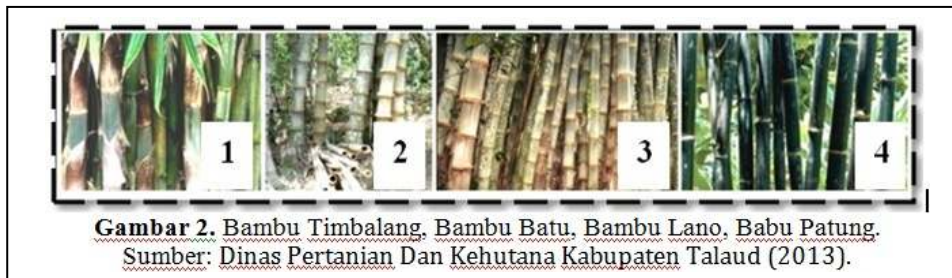 1 2 3 4
Gambar 2. Bambu Timbalang, Bambu Batu, Bambu Lano, Babu Patung.
Sumber: Dinas Pertanian Dan Kehutana Kabupaten Talaud (2013).